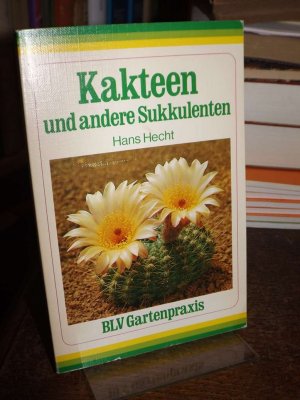 Kakteen
und andere Sukkulenten
Hans Hecht
BLV Gartenpraxis